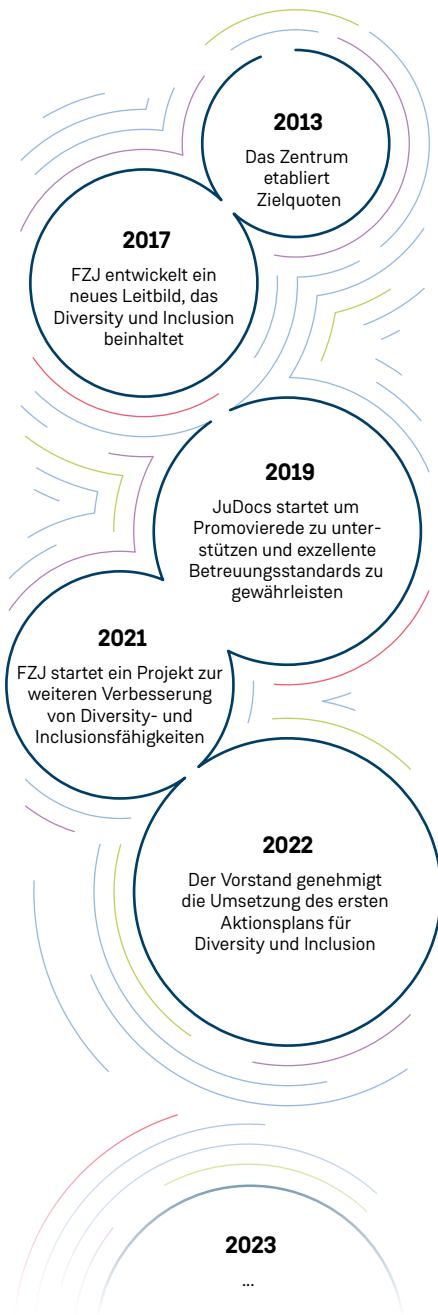 2013
Das Zentrum
etabliert
Zielquoten
2017
FZJ entwickelt ein
neues Leitbild, das
Diversity und Inclusion
beinhaltet
2019
JuDocs startet um
Promovierede zu unter-
stützen und exzellente
Betreuungsstandards zu
gewährleisten
2021
FZJ startet ein Projekt zur
weiteren Verbesserung
von Diversity- und
Inclusionsfähigkeiten
2022
Der Vorstand genehmigt
die Umsetzung des ersten
Aktionsplans für
Diversity und Inclusion
2023
...